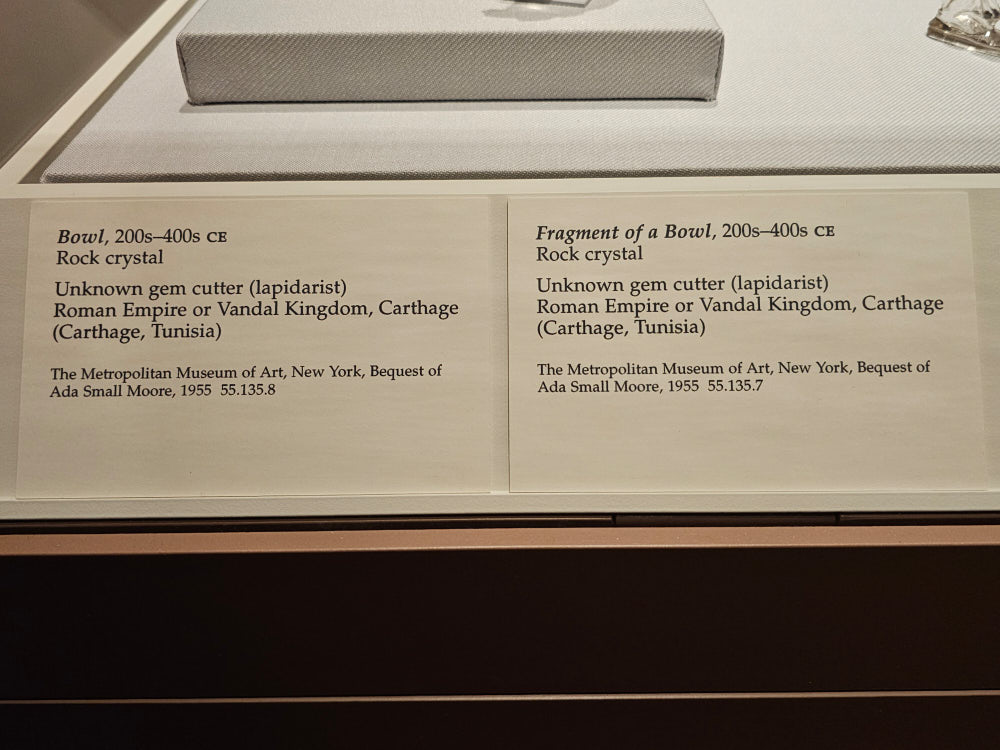 Bowl, 200s–400s CE
Rock crystal
Unknown gem cutter (lapidarist)
Roman Empire or Vandal Kingdom, Carthage
(Carthage, Tunisia)
The Metropolitan Museum of Art, New York, Bequest of
Ada Small Moore, 1955 55.135.8
Fragment of a Bowl, 200s–400s CE
Rock crystal
Unknown gem cutter (lapidarist)
Roman Empire or Vandal Kingdom, Carthage
(Carthage, Tunisia)
The Metropolitan Museum of Art, New York, Bequest of
Ada Small Moore, 1955 55.135.7